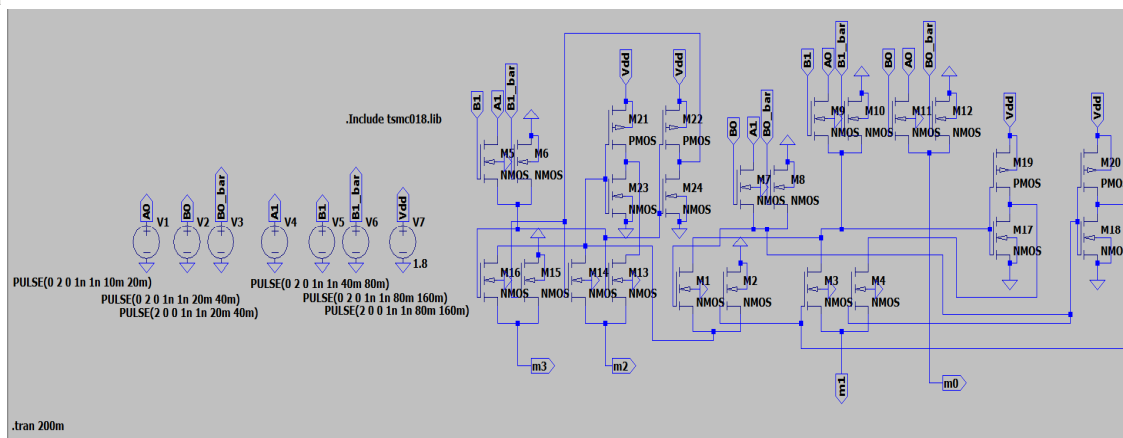 B1
A0
B1_bar
B0
A0
B0_bar
B1
A1
B1_bar
Vdd
Vdd
B0
A1
B0_bar
Vdd
Vdd
.Include tsmc018.lib
M21
PMOS
M22
PMOS
M9
NMOS
M10
NMOS
M11
NMOS
M12
NMOS
M5
NMOS
M6
NMOS
M23
NMOS
M24
NMOS
M7
NMOS
M8
NMOS
M19
PMOS
M20
PMOS
M17
NMOS
M18
NMOS
A0
V1
B0
V2
B0_bar
V3
A1
V4
B1
V5
B1_bar
V6
Vdd
V7
1.8
PULSE(0 2 0 1n 1n 10m 20m)
PULSE(0 2 0 1n 1n 20m 40m)
PULSE(2 0 0 1n 1n 20m 40m)
PULSE(0 2 0 1n 1n 40m 80m)
PULSE(0 2 0 1n 1n 80m 160m)
PULSE(2 0 0 1n 1n 80m 160m)
M16
NMOS
M15
NMOS
M14
NMOS
M13
NMOS
M1
NMOS
M2
NMOS
M3
NMOS
M4
NMOS
m3
m2
m1
m0
.tran 200m